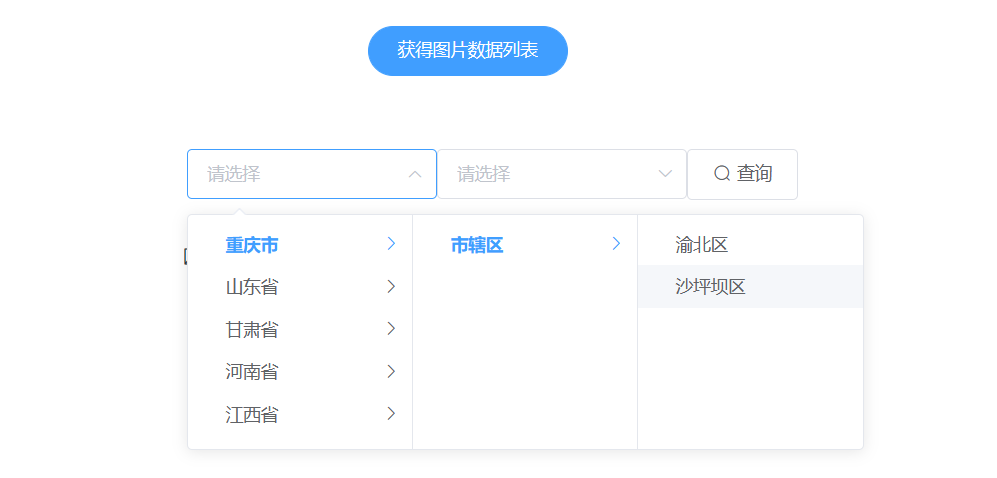 获得图片数据列表
请选择
请选择
查询
重庆市
山东省
甘肃省
河南省
江西省
市辖区
渝北区
沙坪坝区